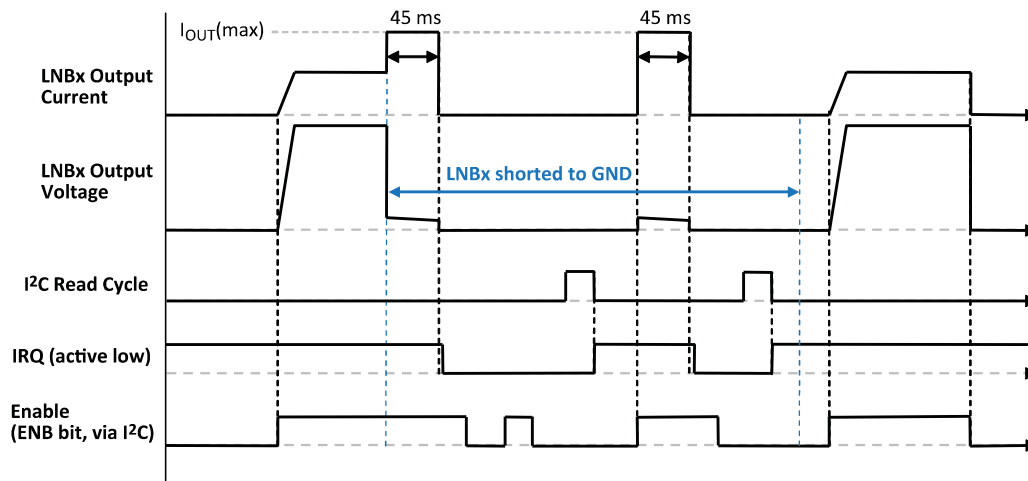 45 ms
45 ms
IOUT(max)
LNBx Output
Current
LNBx Output
Voltage
LNBx shorted to GND
I²C Read Cycle
IRQ (active low)
Enable
(ENB bit, via I²C)